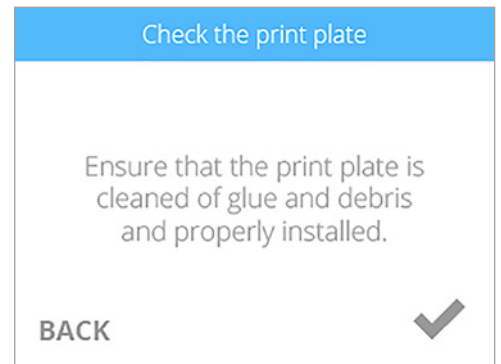 Check the print plate
Ensure that the print plate is
cleaned of glue and debris
and properly installed.
BACK